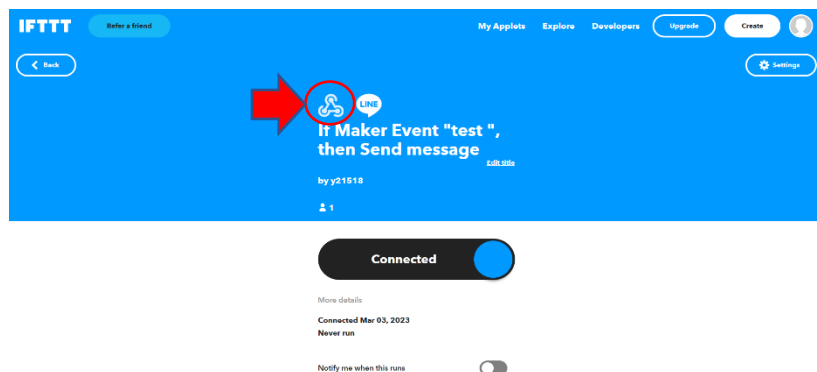 IFTTT
Refer a friend
My Applets
Explore
Developers
Upgrade
Create
Back
Settings
LINE
If Maker Event "test ",
then Send message
Edit title
by y21518
1
Connected
More details
Connected Mar 03, 2023
Never run
Notify me when this runs